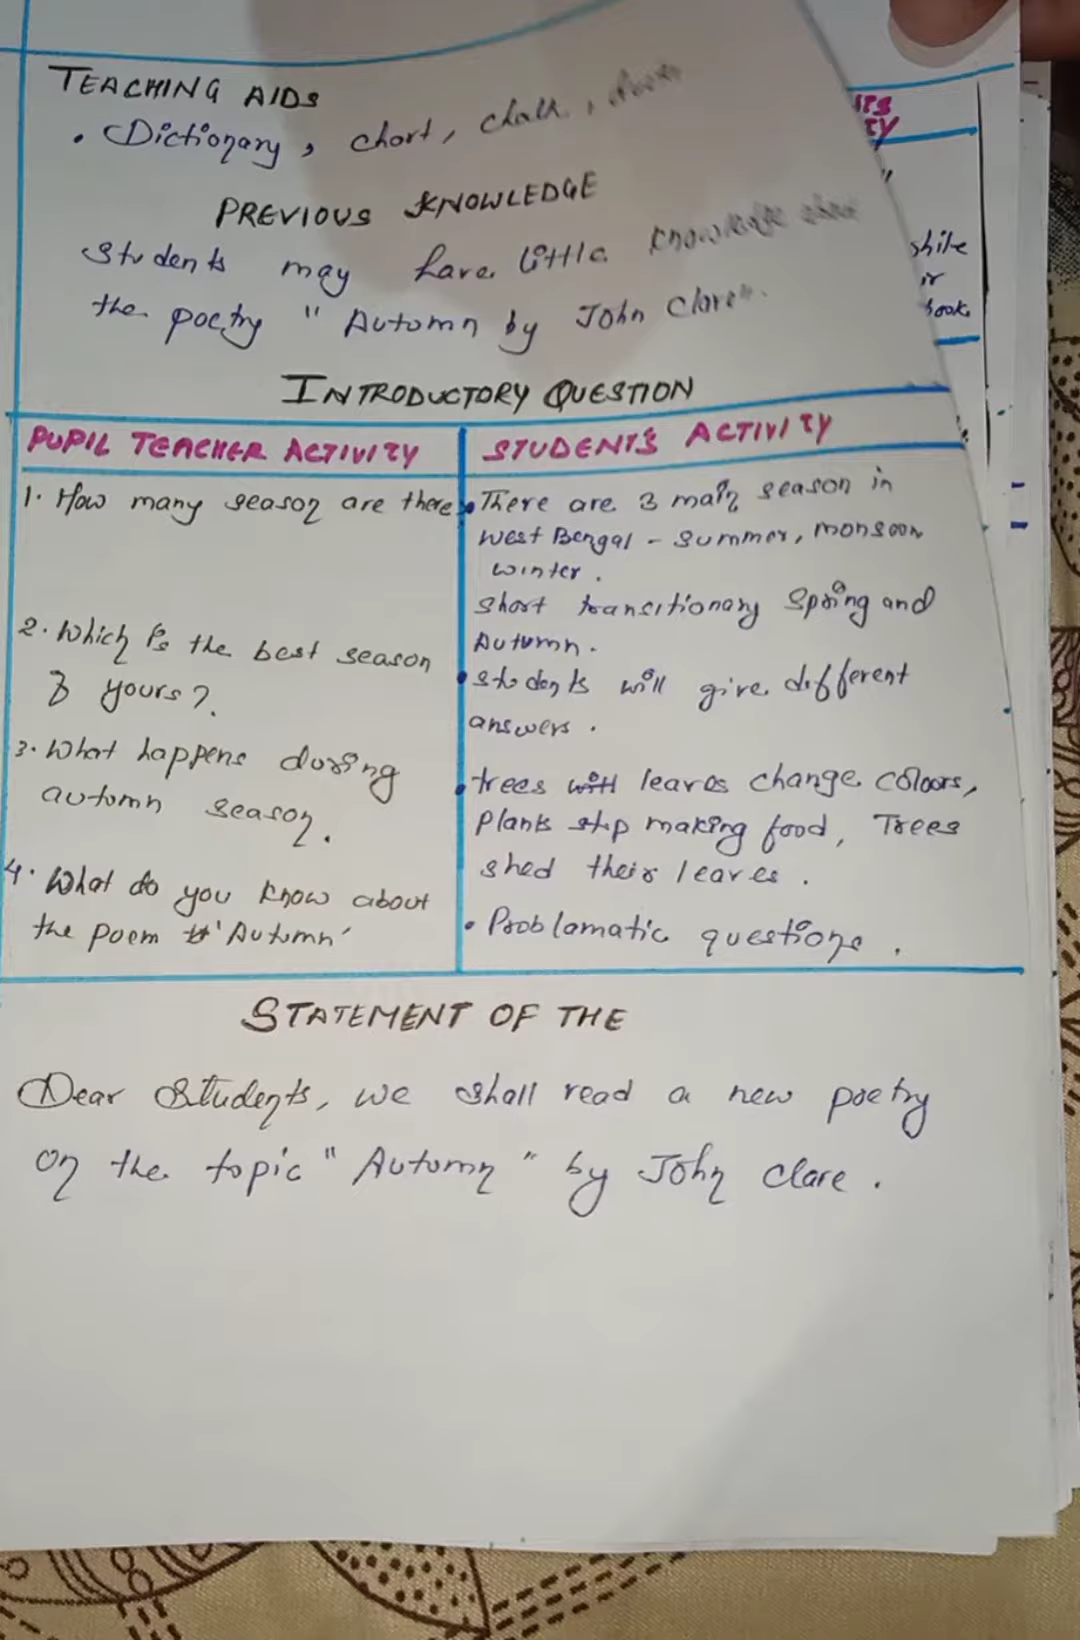 TEACHING AIDS
. Dictionary, chart, chalk,
PREVIOUS KNOWLEDGE
Students may have little knowledge about
the poetry " Autumn by John Clare".
INTRODUCTORY QUESTION
PUPIL TEACHER ACTIVITY
1. How many season are there
2. Which is the best season
of yours?
3. What happens during
autumn season.
4. What do you know about
the poem 'Autumn'
STUDENT'S ACTIVITY
• There are 3 main season in
West Bengal - summer, monsoon
winter.
short transitionary spring and
Autumn.
• students will give different
answers.
• trees leaves change colours,
plants stop making food, Trees
shed their leaves.
• Problamatic questions.
STATEMENT OF THE
Dear Students, we shall read a new poetry
on the topic " Autumn " by John Clare.
book